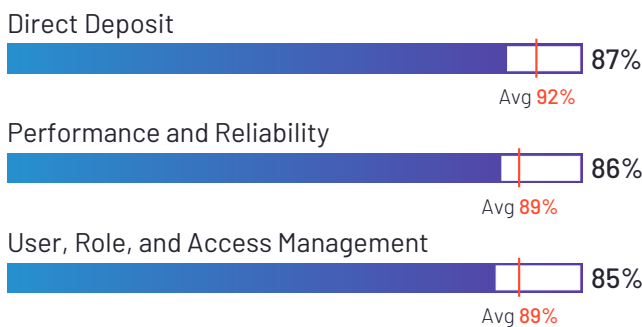 Direct Deposit
87%
Avg 92%
Performance and Reliability
86%
Avg 89%
User, Role, and Access Management
85%
Avg 89%